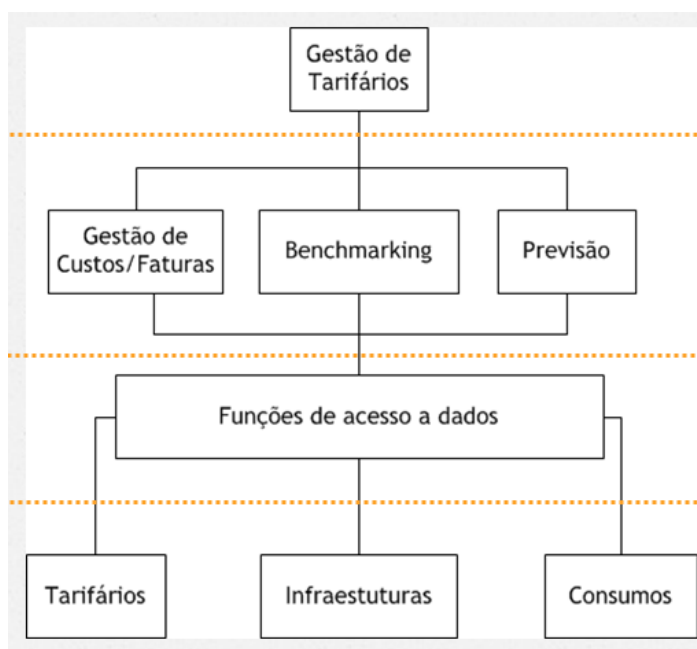 Gestão de
Tarifários
Gestão de
Custos/Faturas
Benchmarking
Previsão
Funções de acesso a dados
Tarifários
Infraestuturas
Consumos